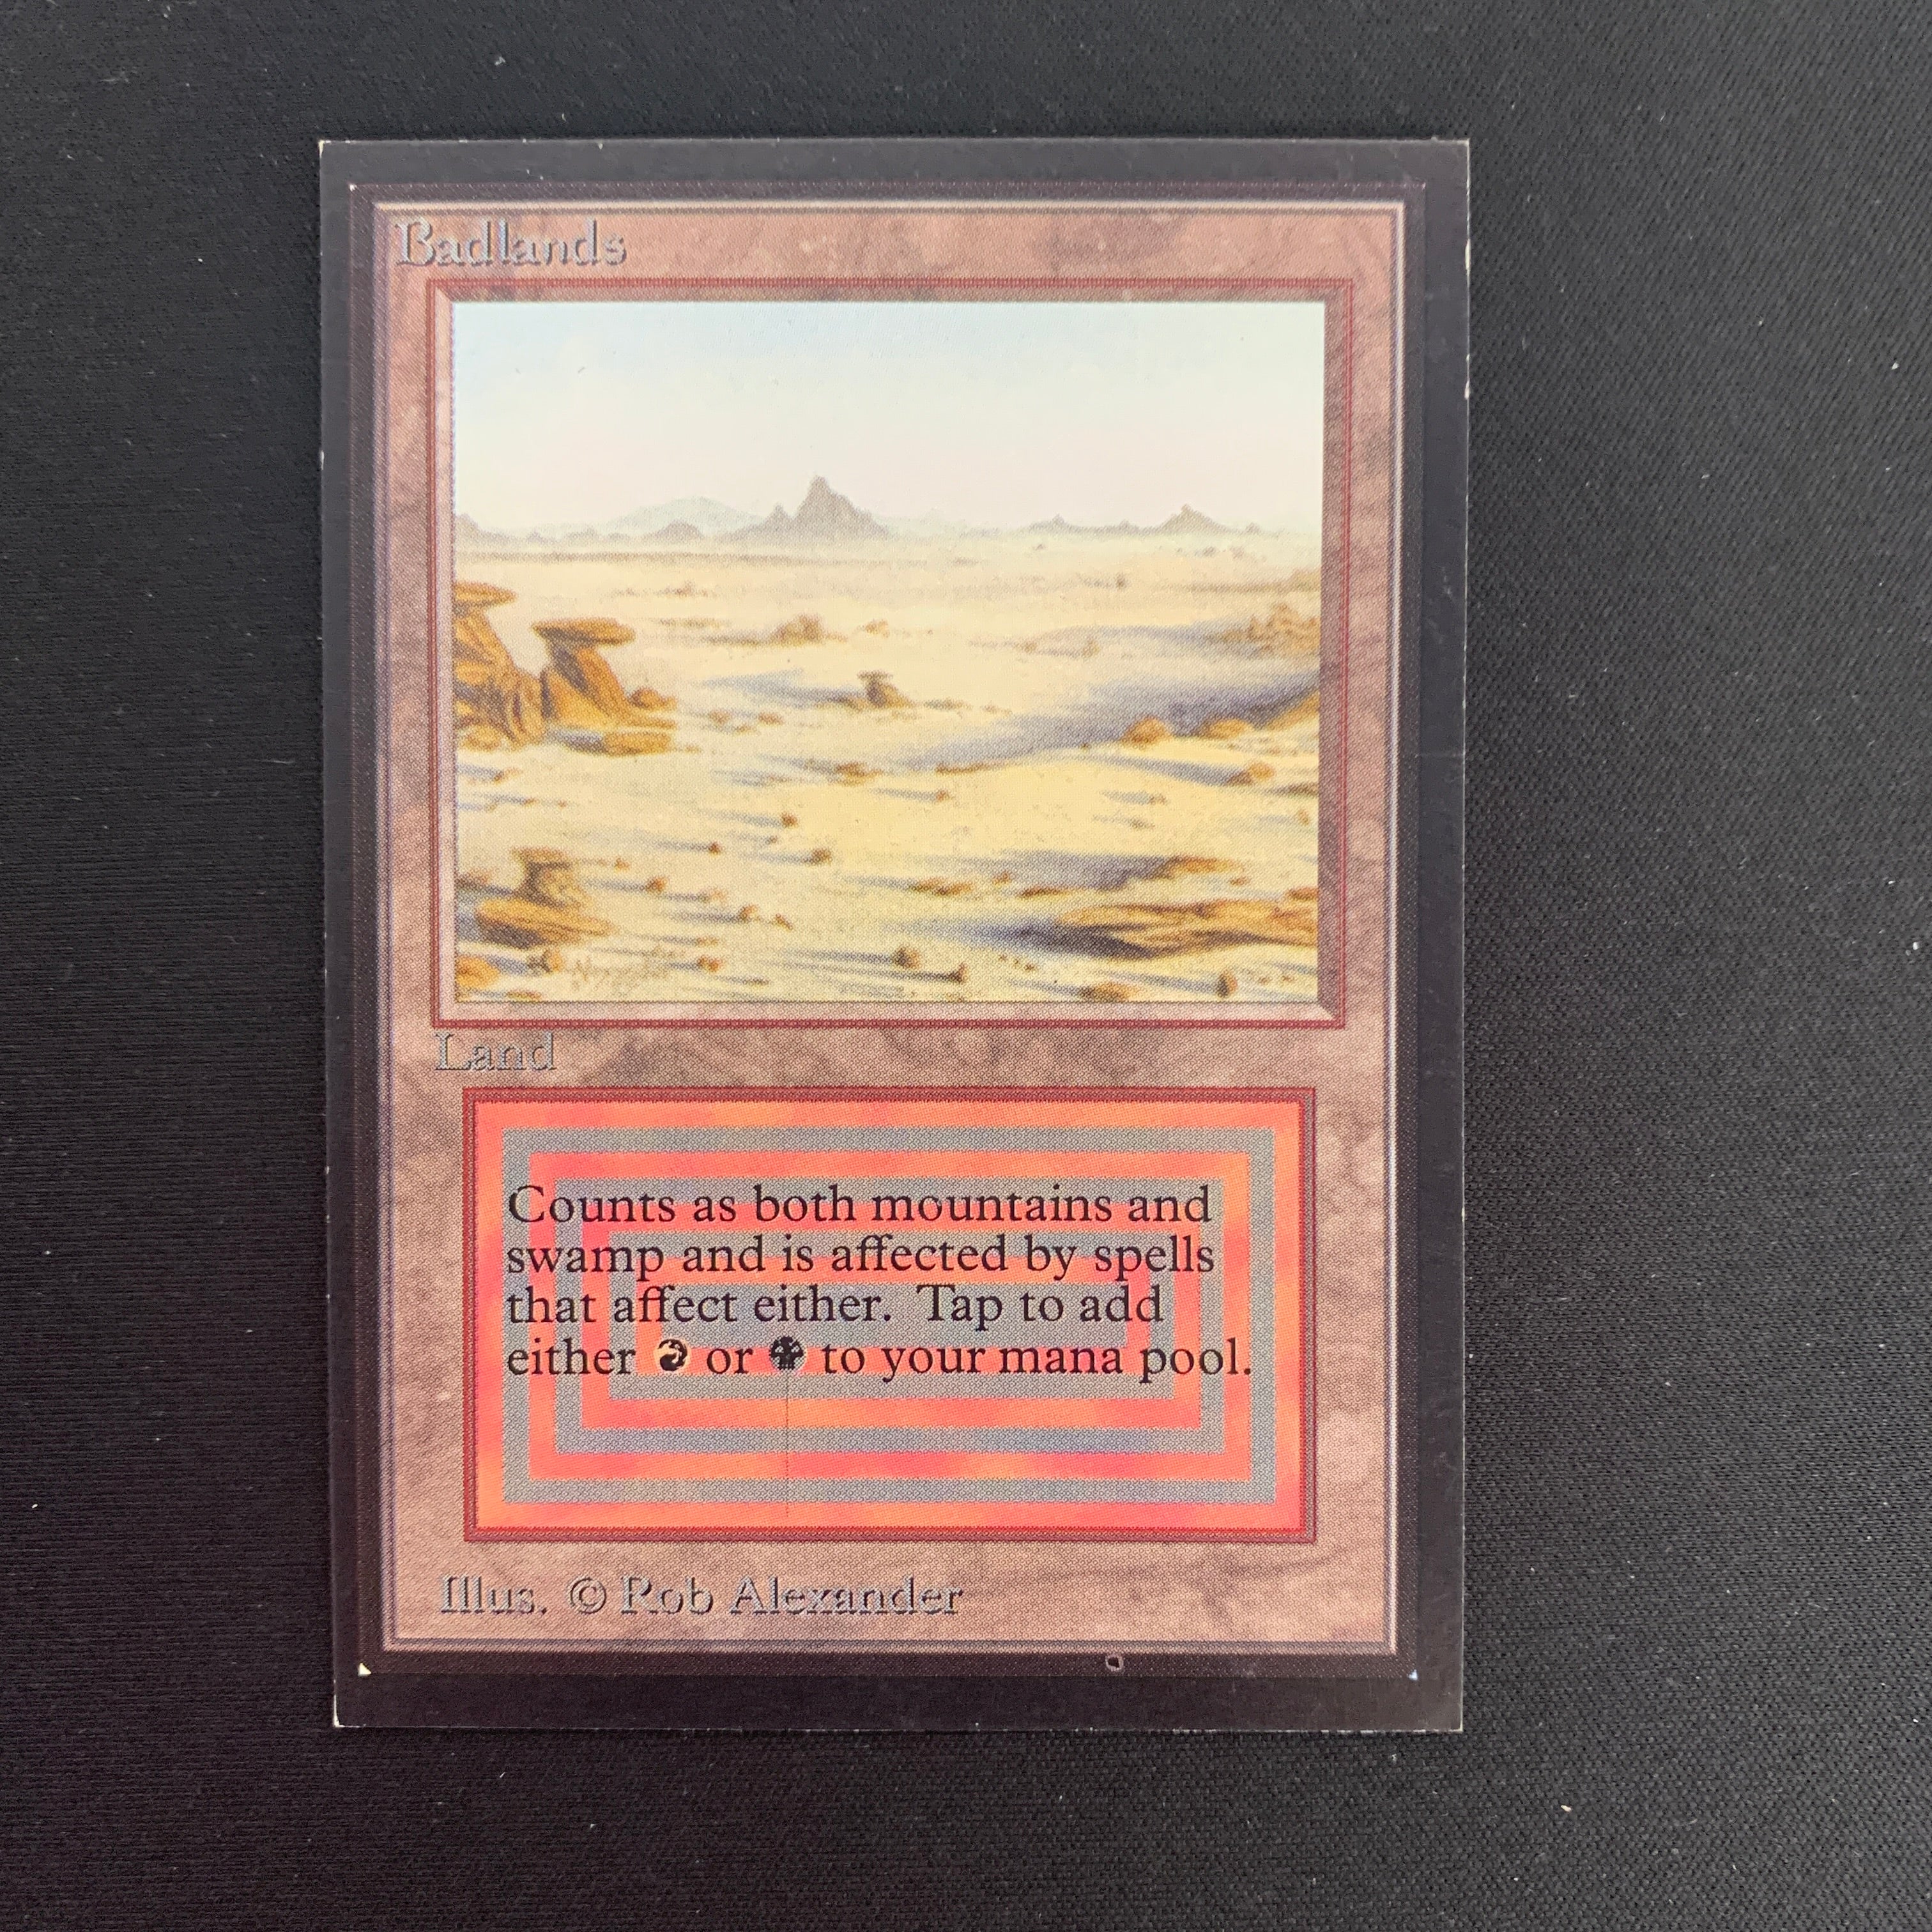 Badlands
Land
Counts as both mountains and
swamp and is affected by spells
that affect either. Tap to add
either or to your mana pool.
Illus. © Rob Alexander